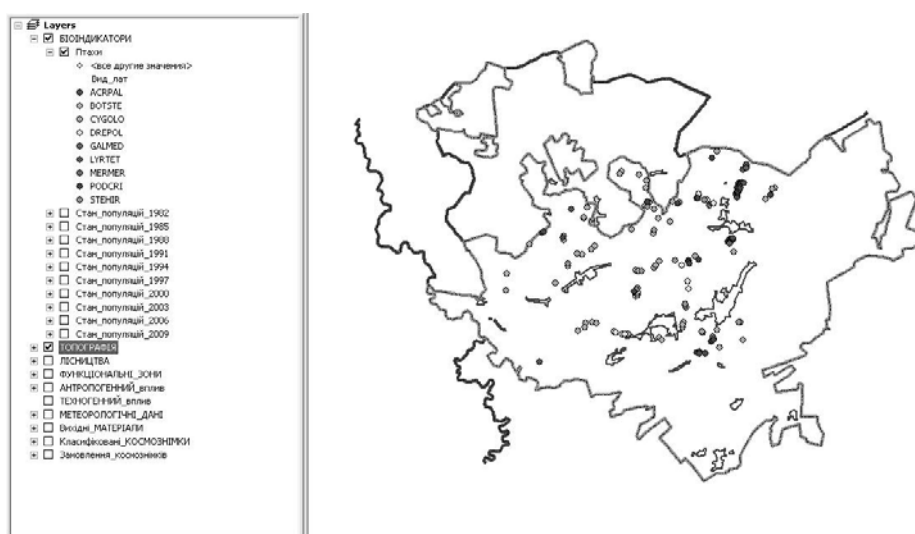 Layers
БІОІНДИКАТОРИ
Птахи
<все другие значения>
Вид_лат
ACRPAL
BOTSTE
CYGOLO
DREPOL
GALMED
LYRTET
MERMER
PODCRI
STEHIR
Стан_популяцій_1982
Стан_популяцій_1985
Стан_популяцій_1988
Стан_популяцій_1991
Стан_популяцій_1994
Стан_популяцій_1997
Стан_популяцій_2000
Стан_популяцій_2003
Стан_популяцій_2006
Стан_популяцій_2009
ТОПОГРАФІЯ
ЛІСНИЦТВА
ФУНКЦІОНАЛЬНІ_ЗОНИ
АНТРОПОГЕННИЙ_вплив
ТЕХНОГЕННИЙ_вплив
МЕТЕОРОЛОГІЧНІ_ДАНІ
Вихідні_МАТЕРІАЛИ
Класифіковані_КОСМОЗНІМКИ
Замовлення_космознімків